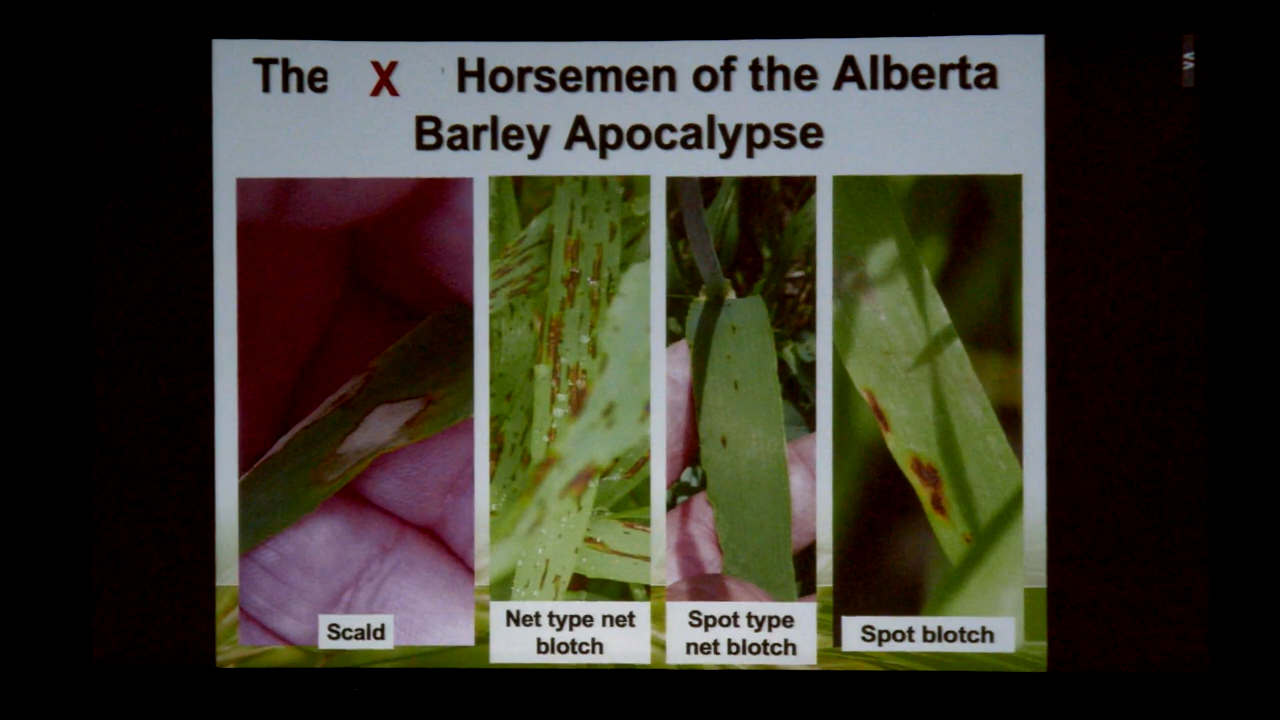 The X Horsemen of the Alberta
Barley Apocalypse
Scald
Net type net
blotch
Spot type
net blotch
Spot blotch